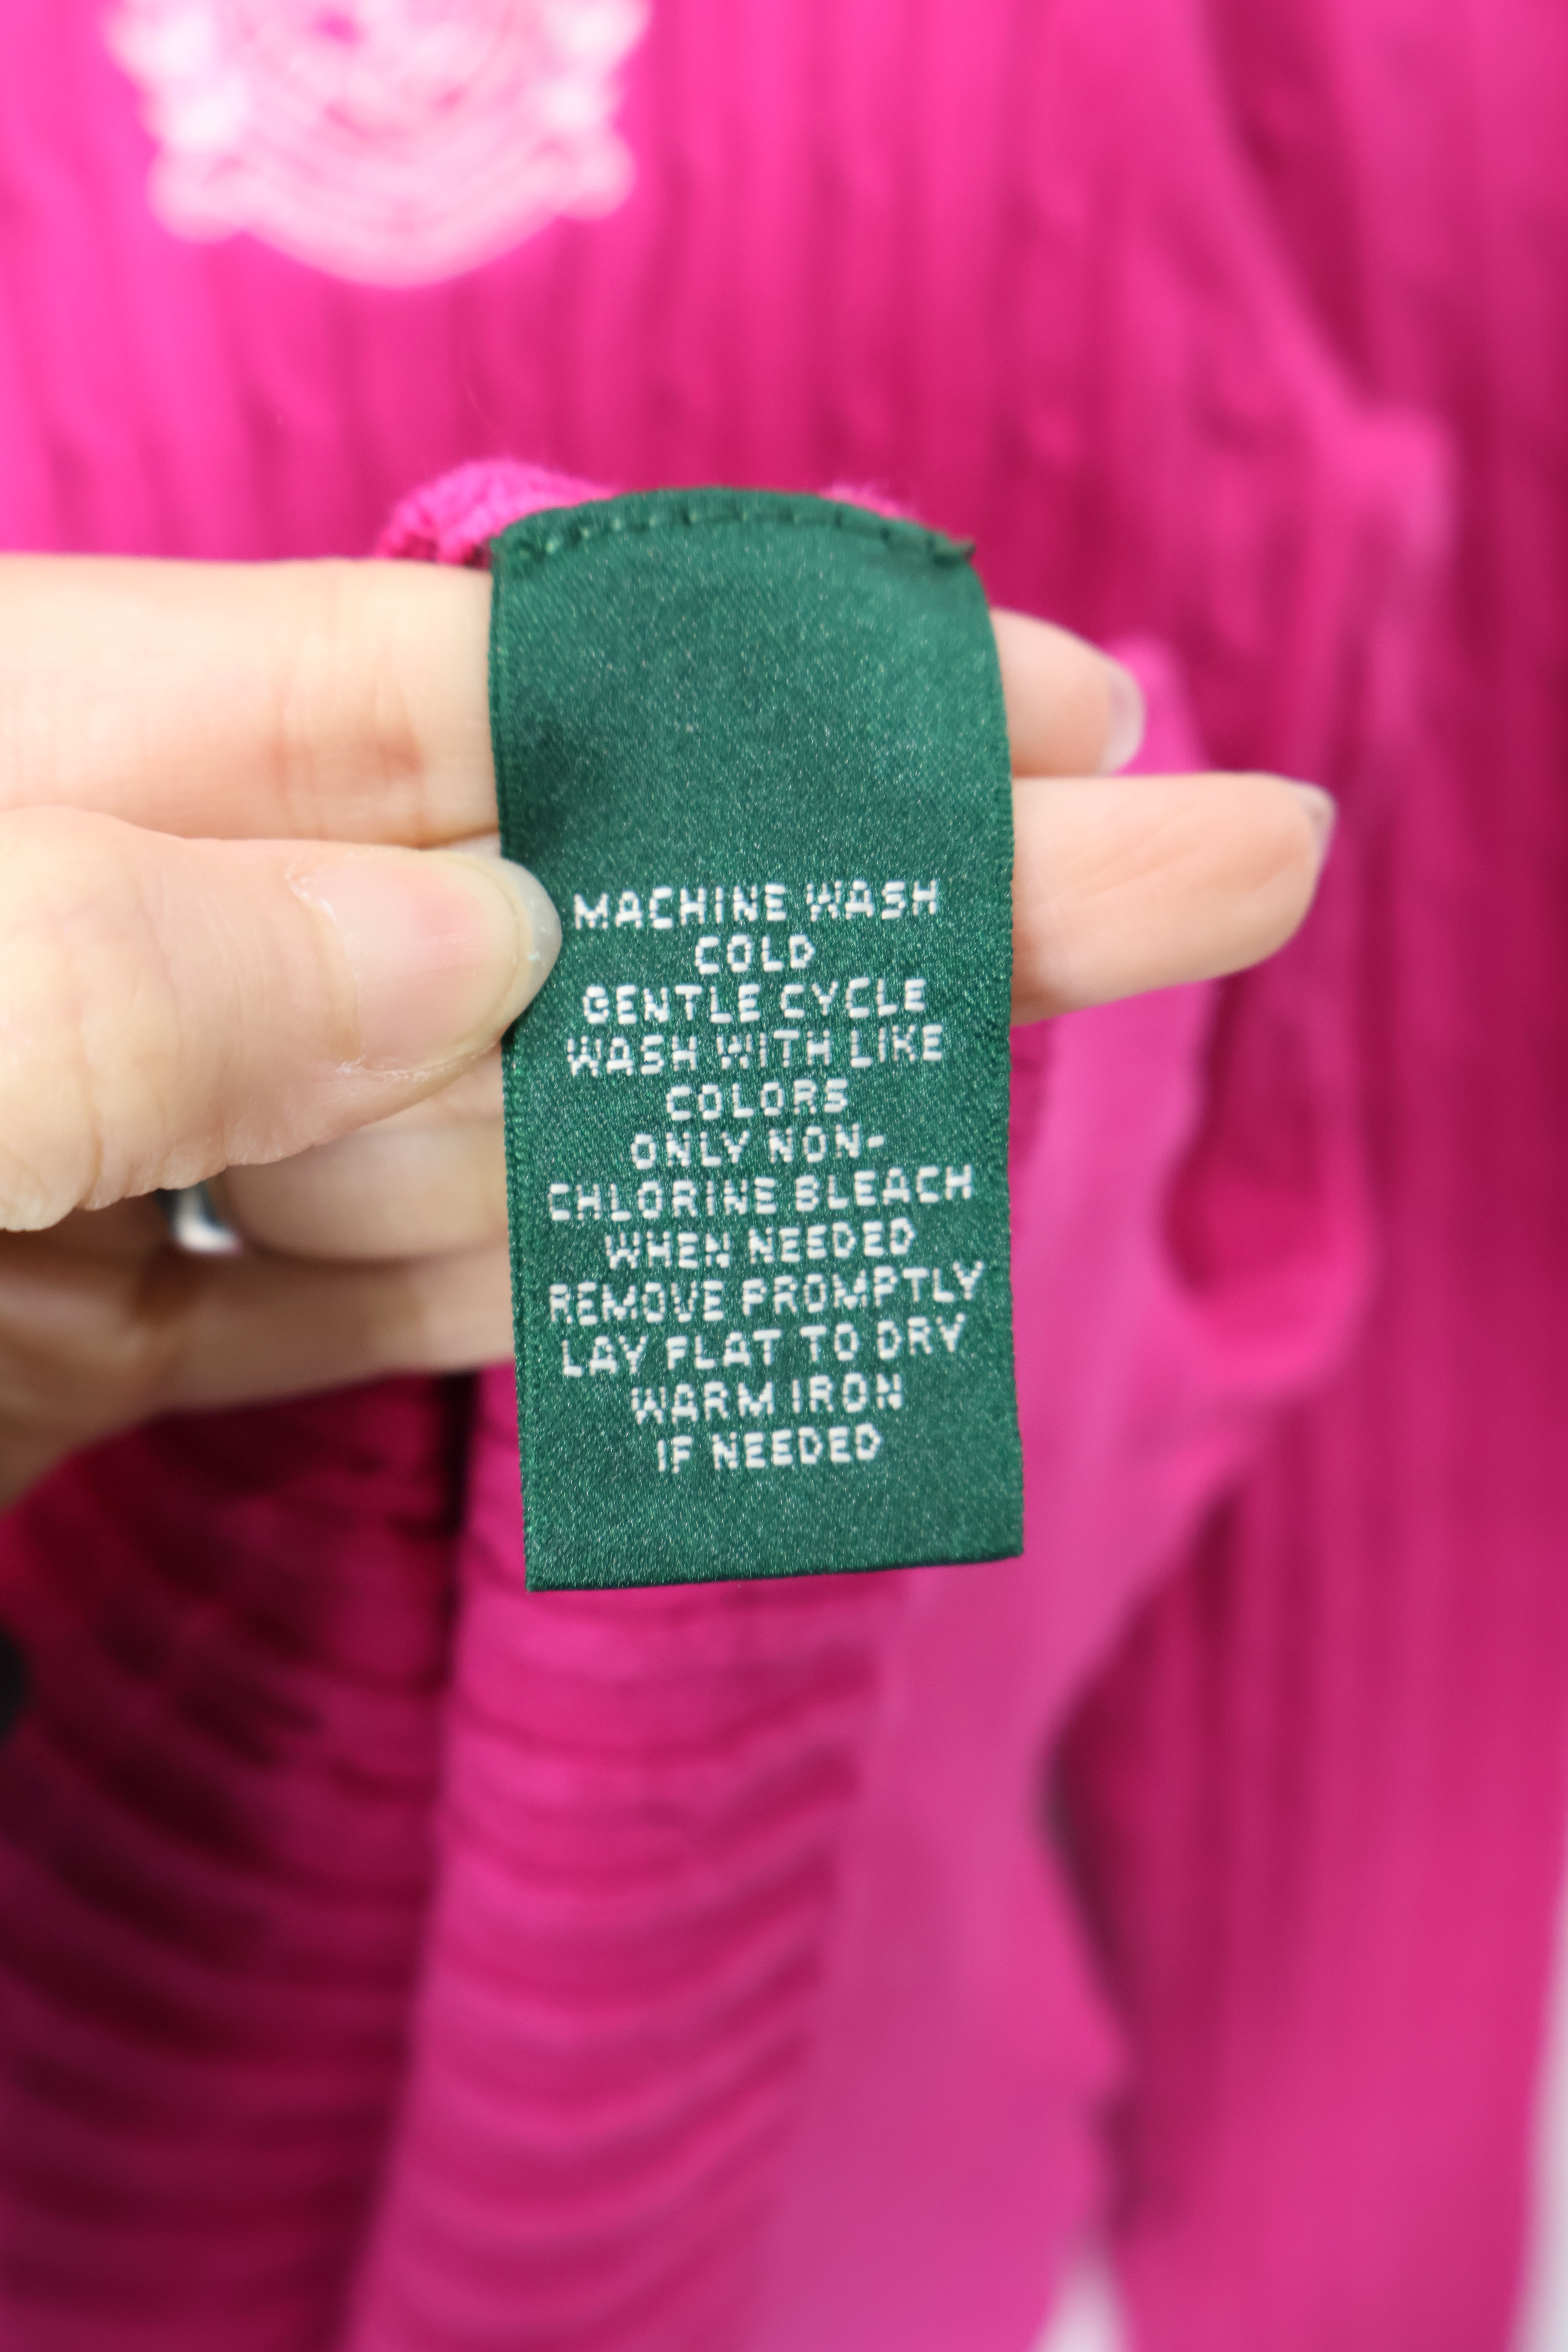 MACHINE WASH
COLD
GENTLE CYCLE
WASH WITH LIKE
COLORS
ONLY NON-
CHLORINE BLEACH
WHEN NEEDED
REMOVE PROMPTLY
LAY FLAT TO DRY
WARM IRON
IF NEEDED